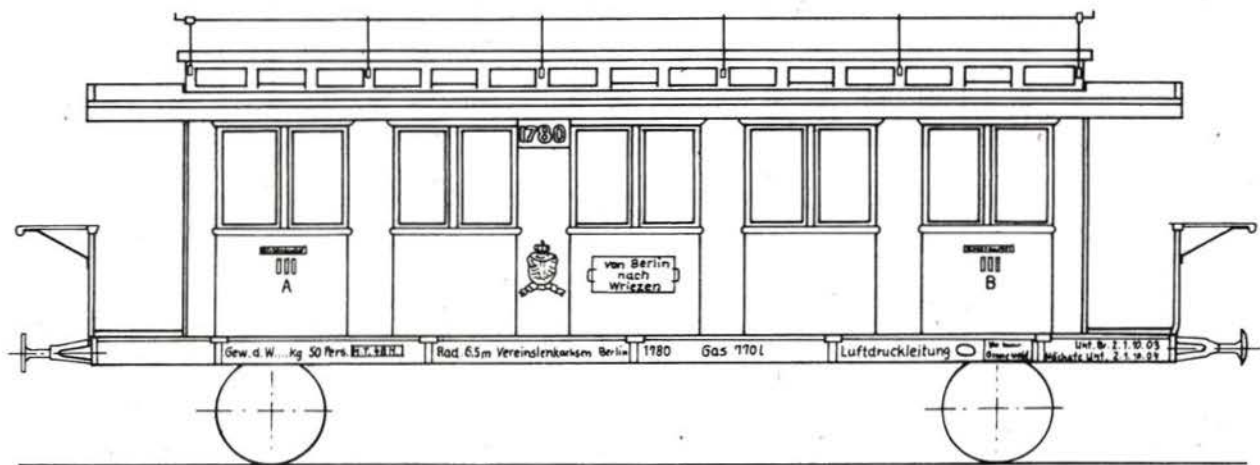 1780
III
A
von Berlin
nach
Wriezen
III
B
Gew. d. W....kg 50 Pers.
Rad. 6.5m Vereinslenkachsen Berlin 1780 Gas 770 l
Luftdruckleitung
Unt. Br. 2.1.10.03
Nächste Unt. 2.1.10.04